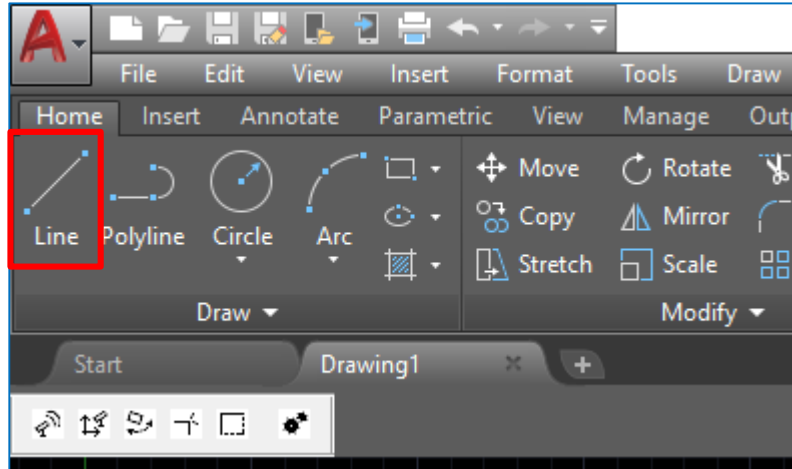 File Edit View Insert Format Tools Draw
Home Insert Annotate Parametric View Manage
Move Rotate
Line Polyline Circle Arc Copy Mirror
Stretch Scale
Draw Modify
Start Drawing1